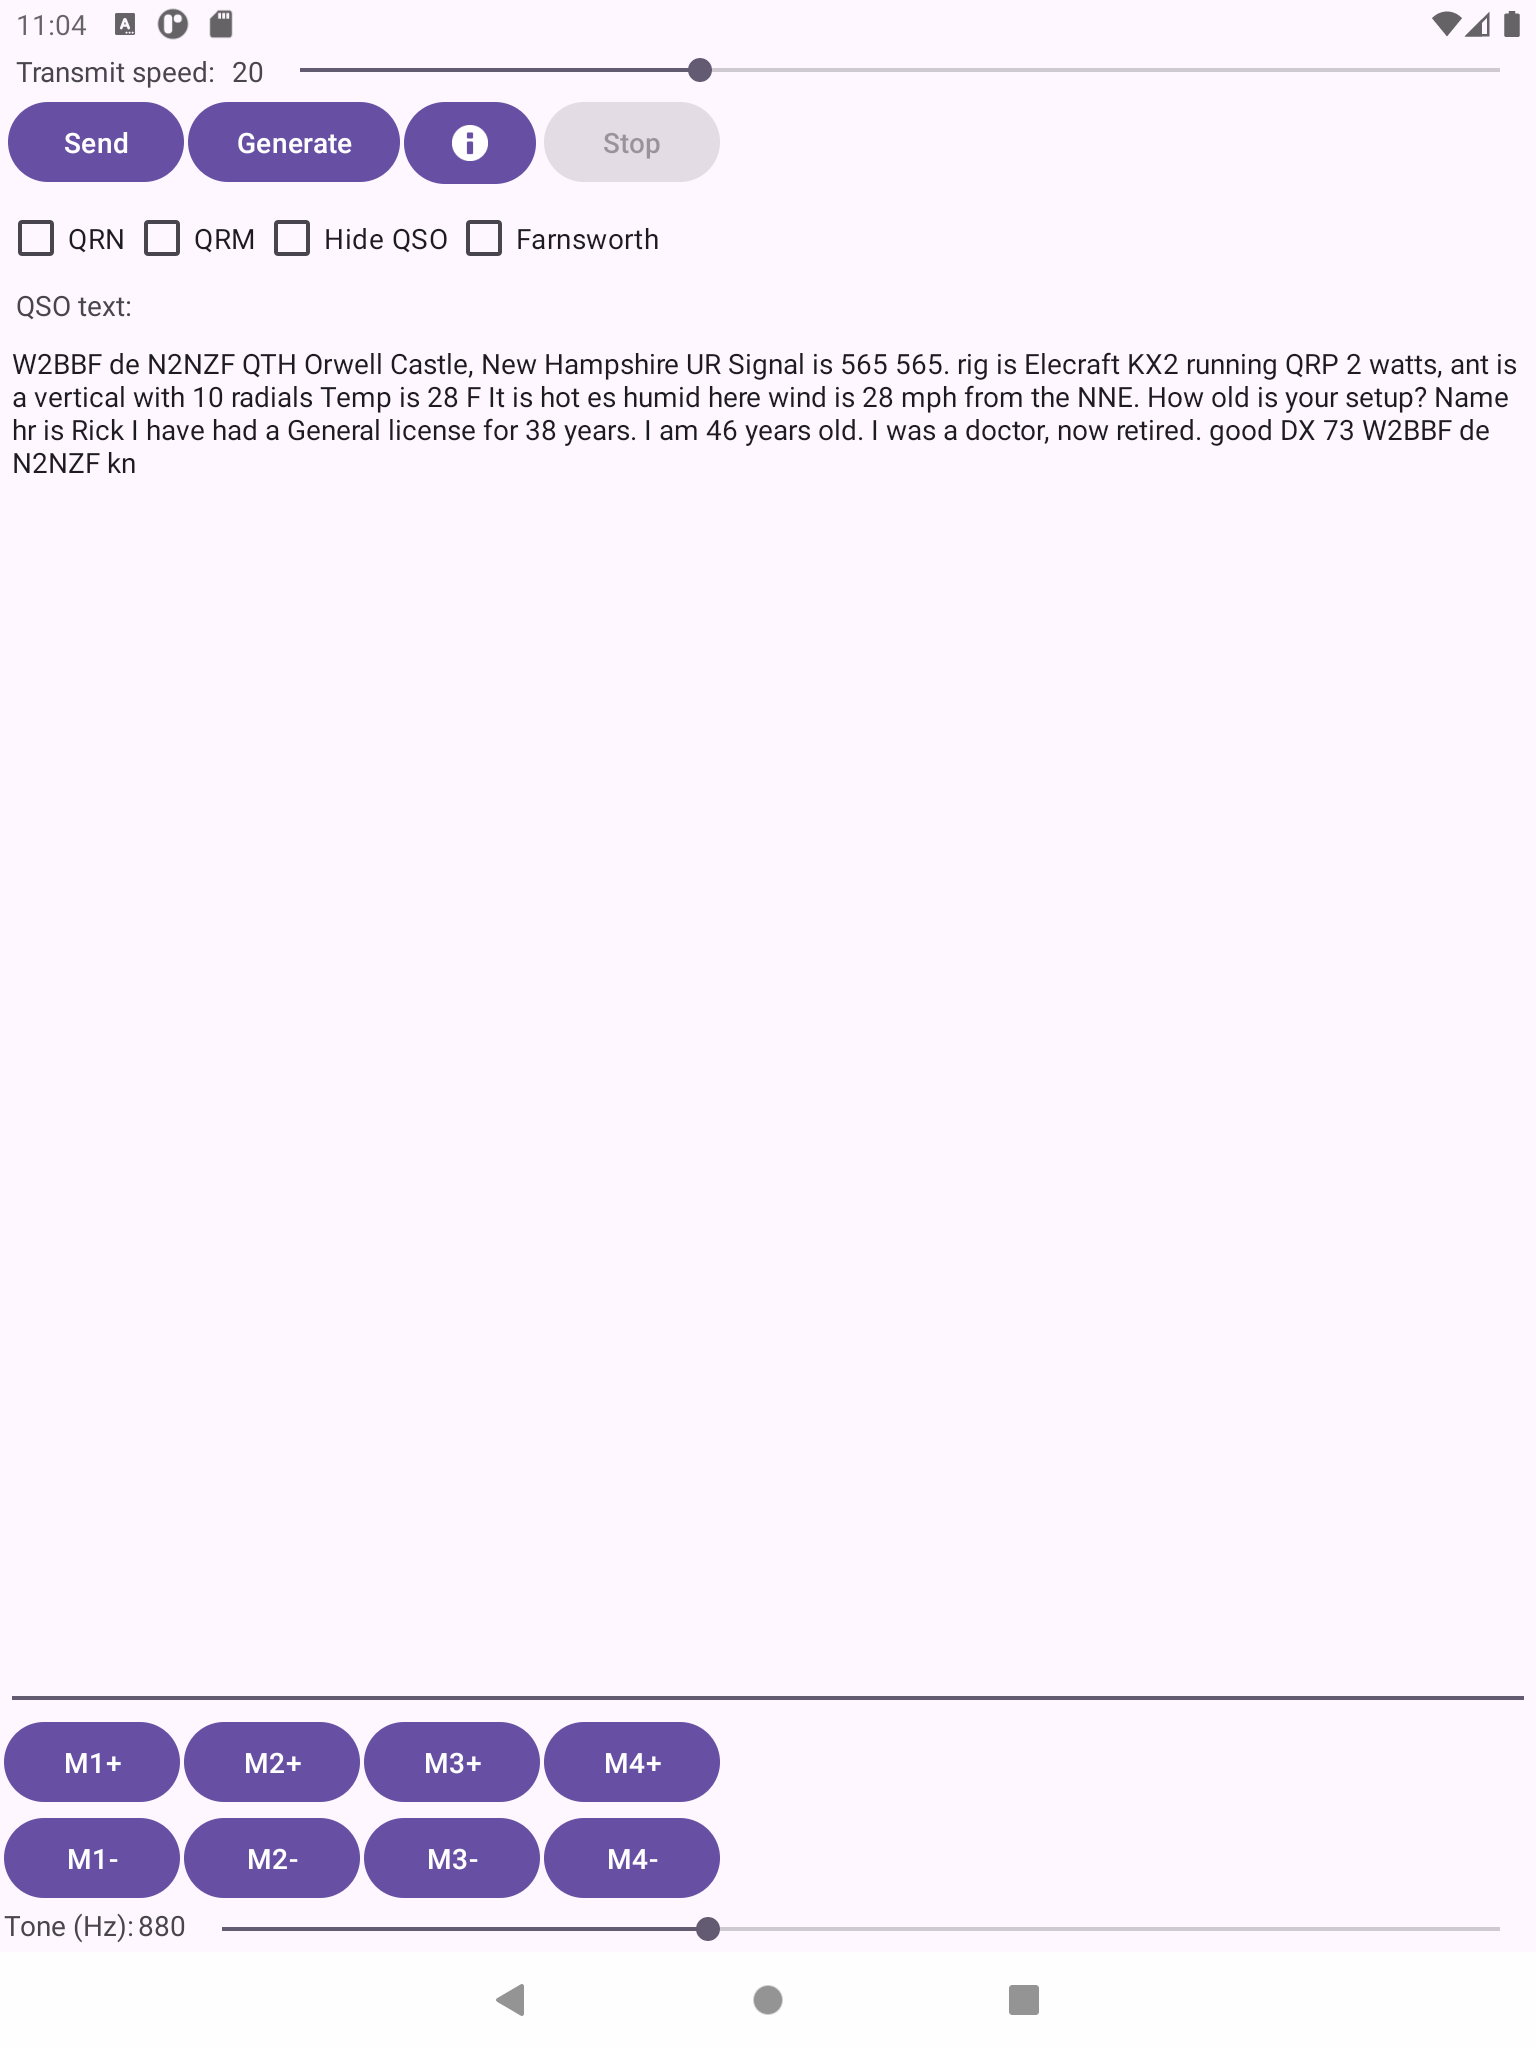 11:04
Transmit speed: 20
Send Generate Stop
QRN QRM Hide QSO Farnsworth
QSO text:
W2BBF de N2NZF QTH Orwell Castle, New Hampshire UR Signal is 565 565. rig is Elecraft KX2 running QRP 2 watts, ant is
a vertical with 10 radials Temp is 28 F It is hot es humid here wind is 28 mph from the NNE. How old is your setup? Name
hr is Rick I have had a General license for 38 years. I am 46 years old. I was a doctor, now retired. good DX 73 W2BBF de
N2NZF kn
M1+ M2+ M3+ M4+
M1- M2- M3- M4-
Tone (Hz): 880